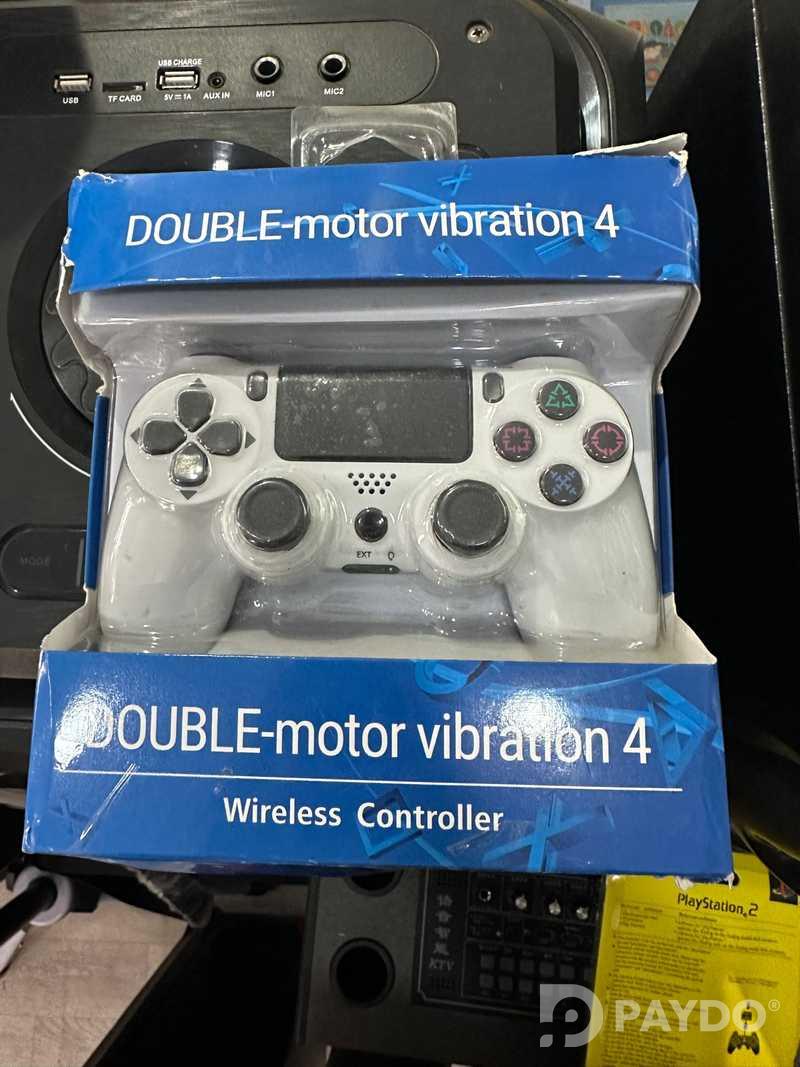 USB CHARGE
USB
TF CARD
5V 1A
AUX IN
MIC1
MIC2
DOUBLE-motor vibration 4
MODE
EXT
DOUBLE-motor vibration 4
Wireless Controller
PlayStation 2
KTV
PAYDO®